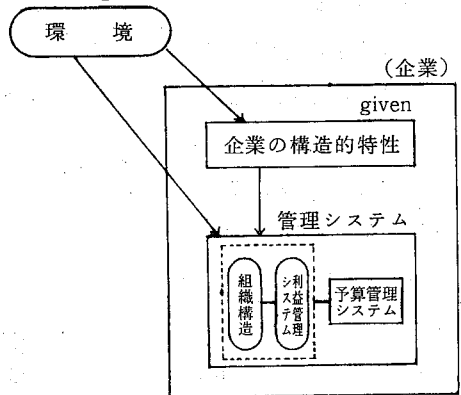 環 境
(企業)
given
企業の構造的特性
管理システム
組織構造
利益管理
システム
予算管理
システム